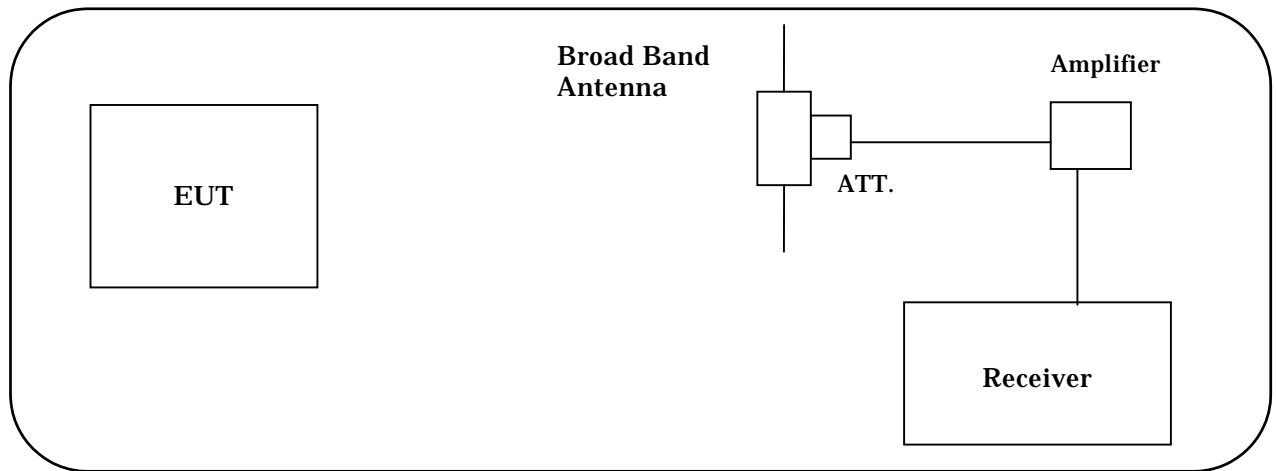 Broad Band
Antenna
Amplifier
EUT
ATT.
Receiver